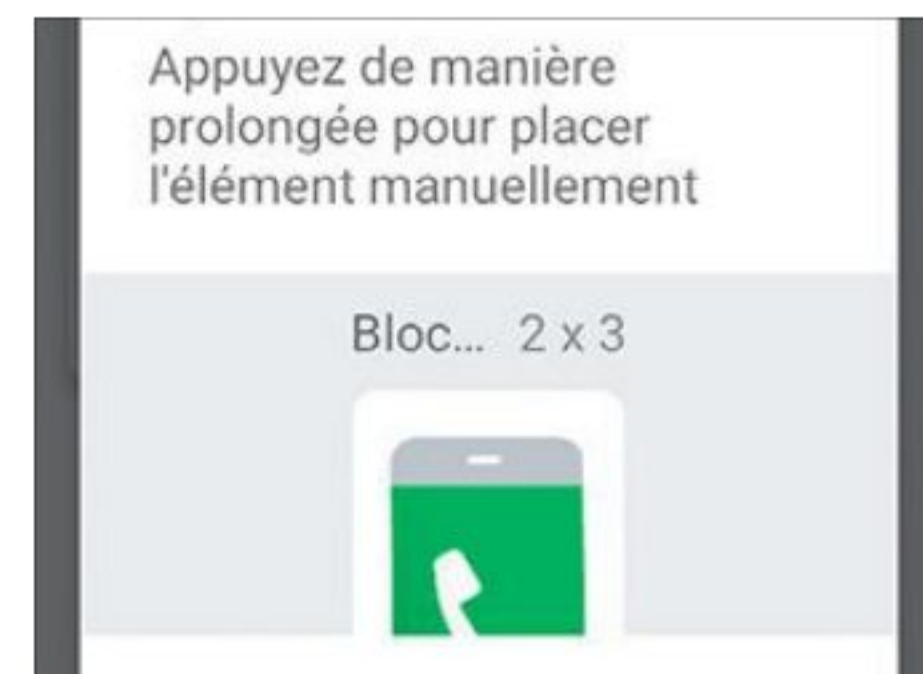 Appuyez de manière
prolongée pour placer
l'élément manuellement
Bloc... 2 x 3